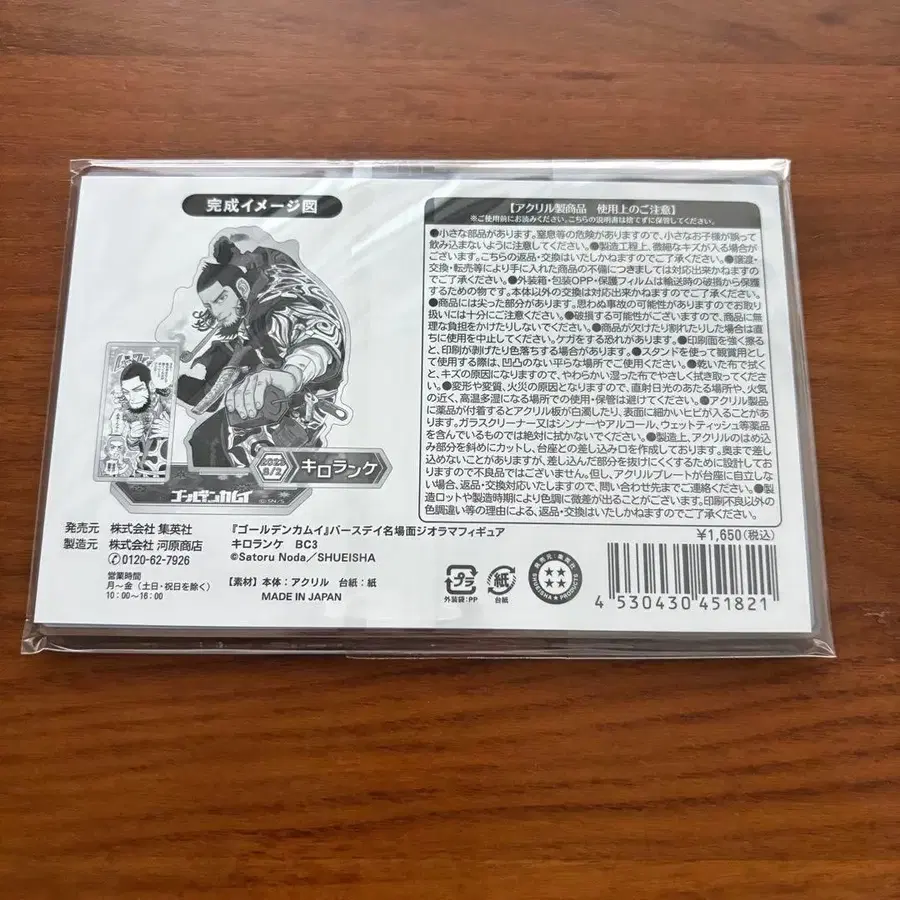 完成イメージ図
2022
8/2
キロランケ
ゴールデンカムイ
©SN/S
発売元 株式会社 集英社
製造元 株式会社 河原商店
0120-62-7926
営業時間
月〜金(土日・祝日を除く)
10:00〜16:00
『ゴールデンカムイ』バースデイ名場面ジオラマフィギュア
キロランケ BC3
©Satoru Noda/SHUEISHA
【素材】本体:アクリル 台紙:紙
MADE IN JAPAN
【アクリル製商品 使用上のご注意】
※ご使用前にお読みください。こちらの説明書は捨てずに保管してください。
●小さな部品があります。窒息等の危険がありますので、小さなお子様が誤って
飲み込まないように注意してください。●製造工程上、微細なキズが入る場合が
ございます。こちらの返品・交換はいたしかねますのでご了承ください。●譲渡・
交換・転売等により手に入れた商品の不備につきましては対応出来かねますの
でご了承ください。●外装箱・包装OPP・保護フィルムは輸送時の破損から保護
するための物です。本体以外の交換は対応出来かねますのでご了承ください。
●商品には尖った部分があります。思わぬ事故の可能性がありますのでお取り
扱いには十分にご注意ください。●破損する可能性がございますので、商品に無
理な負担をかけたりしないでください。●商品が欠けたり割れたりした場合は直
ちに使用を中止してください。ケガをする恐れがあります。●印刷面を強く擦る
と、印刷が剥げたり色落ちする場合があります。●スタンドを使って観賞用とし
て使用する際は、凹凸のない平らな場所でご使用ください。●乾いた布で拭く
と、キズの原因になりますので、やわらかい湿った布でやさしく拭き取ってくださ
い。●変形や変質、火災の原因となりますので、直射日光のあたる場所や、火気
の近く、高温多湿になる場所での使用・保管は避けてください。●アクリル製品
に薬品が付着するとアクリル板が白濁したり、表面に細かいヒビが入ることがあ
ります。ガラスクリーナー又はシンナーやアルコール、ウェットティッシュ等薬品
を含んでいるものでは絶対に拭かないでください。●製造上、アクリルのはめ込
み部分を斜めにカットし、台座との差し込み口を作しております。奥まで差し
込めないことがありますが、差し込んだ部分を抜けにくくするために設計してお
りますので不良品ではございません。但し、アクリルプレートが台座に自立しな
い場合、返品・交換対応いたしますので、問い合わせ先までご連絡ください。●製
造ロットや製造時期により色調に微差が出ることがございます。印刷不良以外の
色調違い等の理由による、返品・交換はいたしかねますのでご了承ください。
¥1,650(税込)
プラ
外装袋:PP
紙
台紙
SHUEISHA PRODUCTS
4 530430 451821